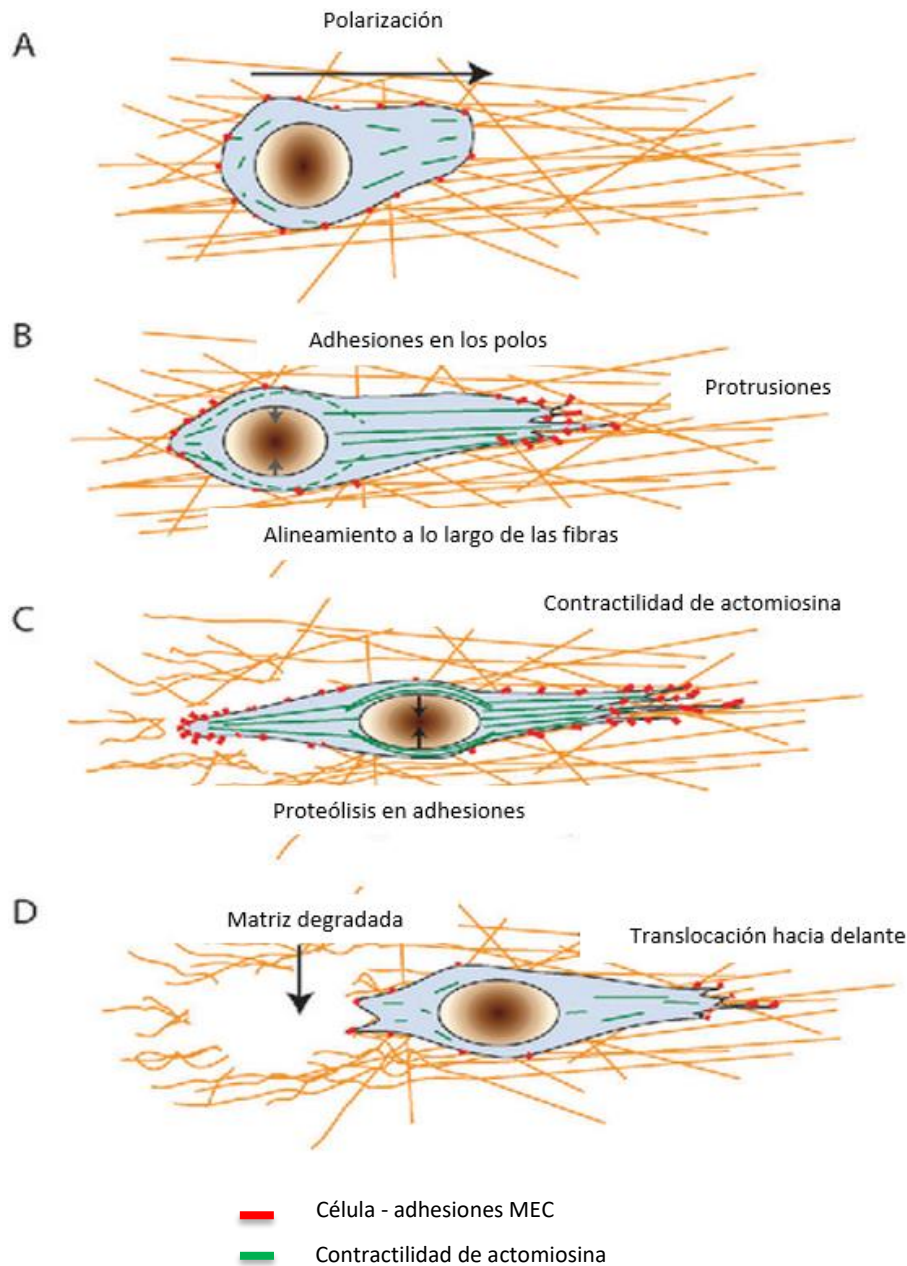 Polarización
A
B
Adhesiones en los polos
Protrusiones
Alineamiento a lo largo de las fibras
Contractilidad de actomiosina
C
Proteólisis en adhesiones
D
Matriz degradada
Translocación hacia delante
Célula - adhesiones MEC
Contractilidad de actomiosina